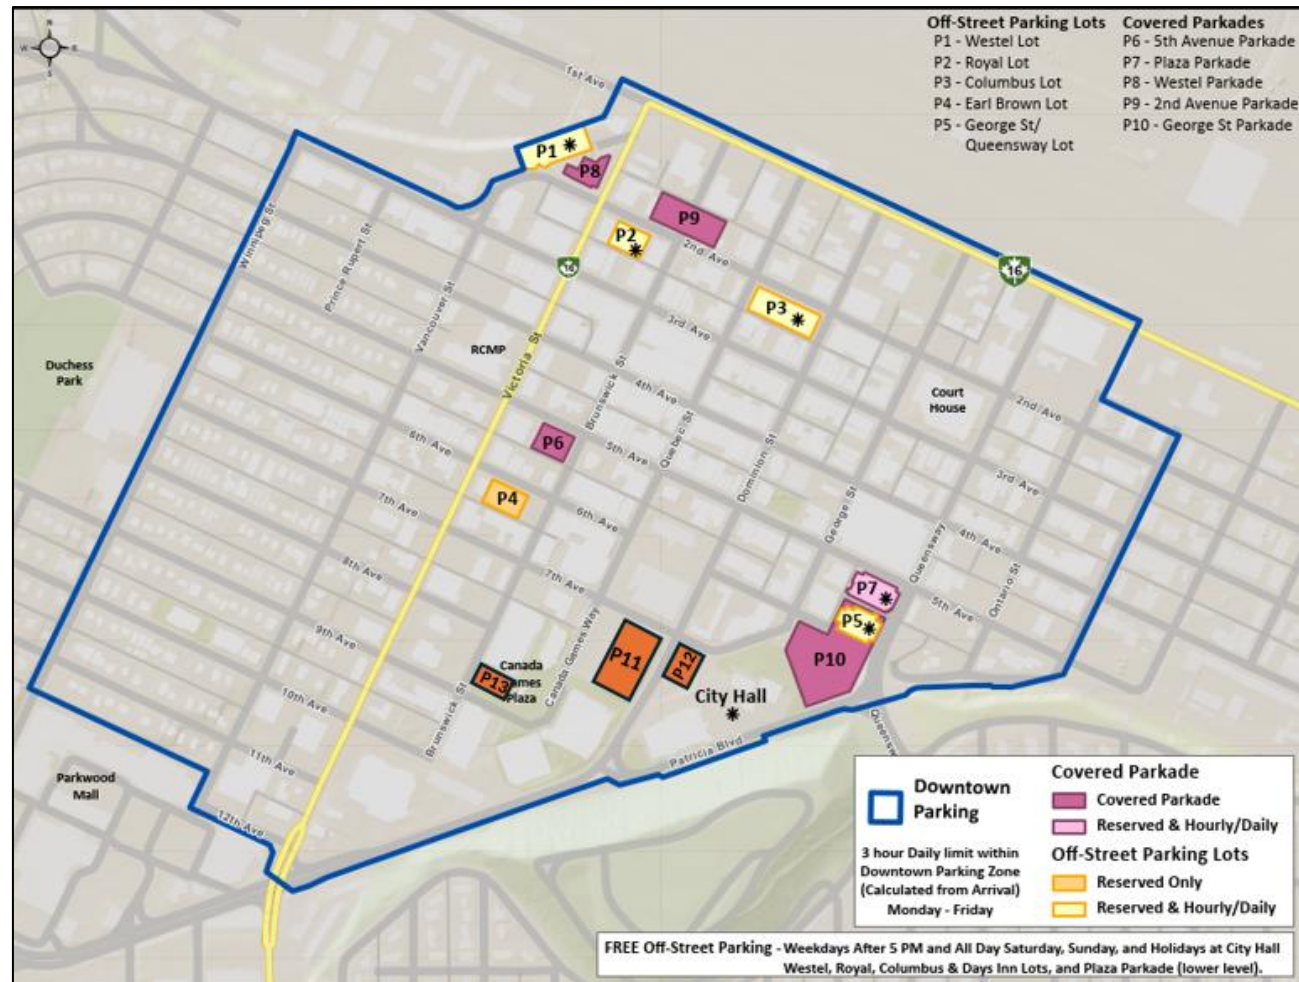 N
W
E
S
Off-Street Parking Lots
P1 - Westel Lot
P2 - Royal Lot
P3 - Columbus Lot
P4 - Earl Brown Lot
P5 - George St/
Queensway Lot
Covered Parkades
P6 - 5th Avenue Parkade
P7 - Plaza Parkade
P8 - Westel Parkade
P9 - 2nd Avenue Parkade
P10 - George St Parkade
1st Ave
P1
P8
P9
P2
2nd Ave
16
16
Winnipeg St
Prince Rupert St
Vancouver St
P3
3rd Ave
RCMP
Victoria St
Duchess
Park
Brunswick St
4th Ave
Court
House
2nd Ave
Quebec St
6th Ave
P6
5th Ave
Dominion St
3rd Ave
7th Ave
P4
6th Ave
George St
4th Ave
Queensway
8th Ave
7th Ave
P7
5th Ave
Ontario St
9th Ave
Canada Games Way
P5
P11
P12
P10
P13
Canada
Games
Plaza
10th Ave
Brunswick St
City Hall
Patricia Blvd
Queensw
11th Ave
Parkwood
Mall
12th Ave
Downtown
Parking
3 hour Daily limit within
Downtown Parking Zone
(Calculated from Arrival)
Monday - Friday
Covered Parkade
Covered Parkade
Reserved & Hourly/Daily
Off-Street Parking Lots
Reserved Only
Reserved & Hourly/Daily
FREE Off-Street Parking - Weekdays After 5 PM and All Day Saturday, Sunday, and Holidays at City Hall
Westel, Royal, Columbus & Days Inn Lots, and Plaza Parkade (lower level).